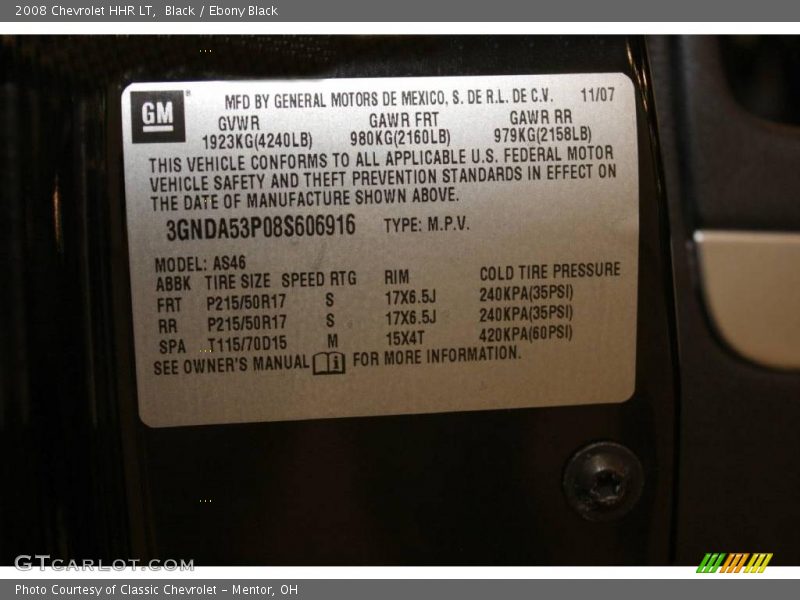 2008 Chevrolet HHR LT, Black / Ebony Black
GM
MFD BY GENERAL MOTORS DE MEXICO, S. DE R.L. DE C.V. 11/07
GVWR GAWR FRT GAWR RR
1923KG(4240LB) 980KG(2160LB) 979KG(2158LB)
THIS VEHICLE CONFORMS TO ALL APPLICABLE U.S. FEDERAL MOTOR
VEHICLE SAFETY AND THEFT PREVENTION STANDARDS IN EFFECT ON
THE DATE OF MANUFACTURE SHOWN ABOVE.
3GNDA53P08S606916 TYPE: M.P.V.
MODEL: AS46
ABBK TIRE SIZE SPEED RTG RIM COLD TIRE PRESSURE
FRT P215/50R17 S 17X6.5J 240KPA(35PSI)
RR P215/50R17 S 17X6.5J 240KPA(35PSI)
SPA T115/70D15 M 15X4T 420KPA(60PSI)
SEE OWNER'S MANUAL FOR MORE INFORMATION.
GTCARLOT.COM
Photo Courtesy of Classic Chevrolet - Mentor, OH